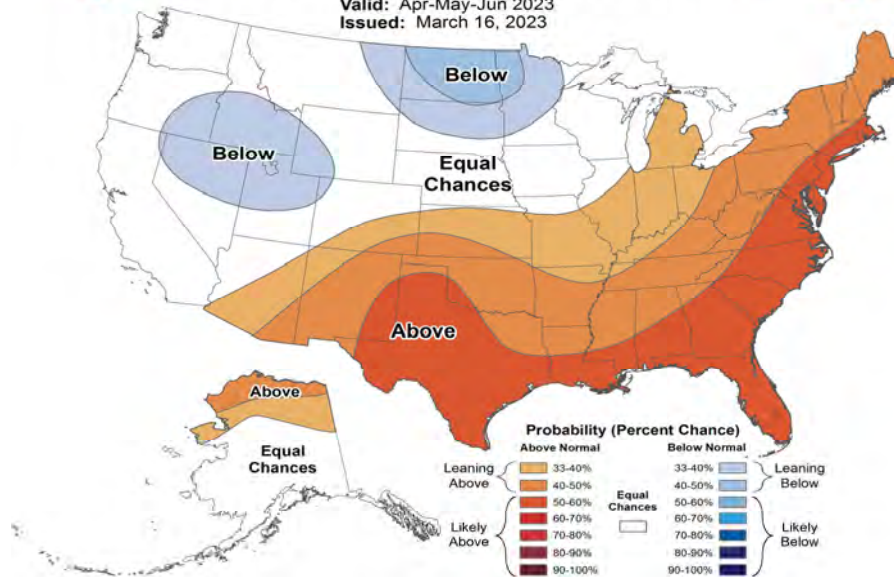 Valid: Apr-May-Jun 2023
Issued: March 16, 2023
Below
Below
Equal
Chances
Above
Above
Equal
Chances
Probability (Percent Chance)
Above Normal
Below Normal
Leaning
Above
33-40%
40-50%
50-60%
60-70%
70-80%
80-90%
90-100%
Likely
Above
Equal
Chances
33-40%
40-50%
50-60%
60-70%
70-80%
80-90%
90-100%
Leaning
Below
Likely
Below